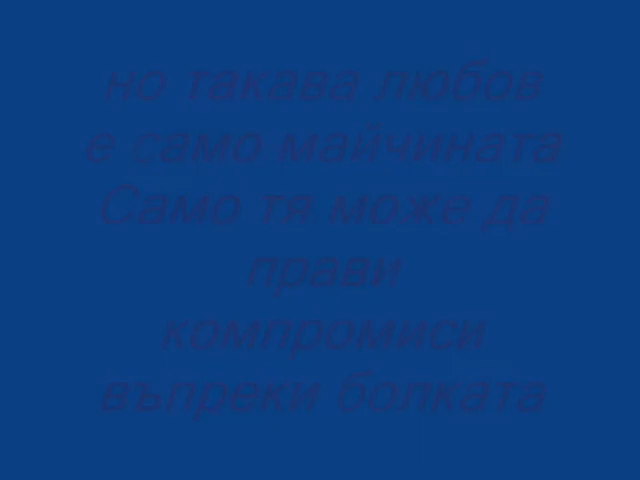 но такава любов
е само майчината
Само тя може да
прави
компромиси
въпреки болката